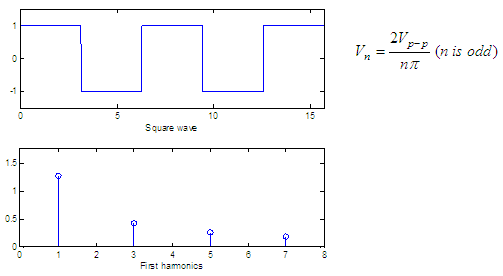 1
0
-1
0 5 10 15
Square wave
V_n = 2V_{p-p} / nπ (n is odd)
1.5
1
0.5
0
0 1 2 3 4 5 6 7 8
First harmonics